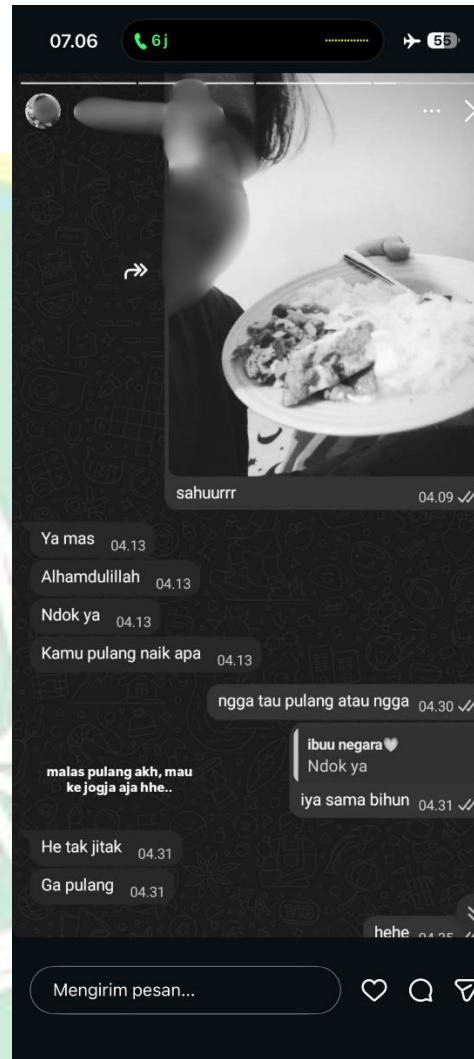 07.06
6 j
55
sahuurrr
04.09
Ya mas 04.13
Alhamdulillah 04.13
Ndok ya 04.13
Kamu pulang naik apa 04.13
ngga tau pulang atau ngga 04.30
ibuu negara🤍
Ndok ya
malas pulang akh, mau
ke jogja aja hhe..
iya sama bihun 04.31
He tak jitak 04.31
Ga pulang 04.31
hehe
Mengirim pesan...